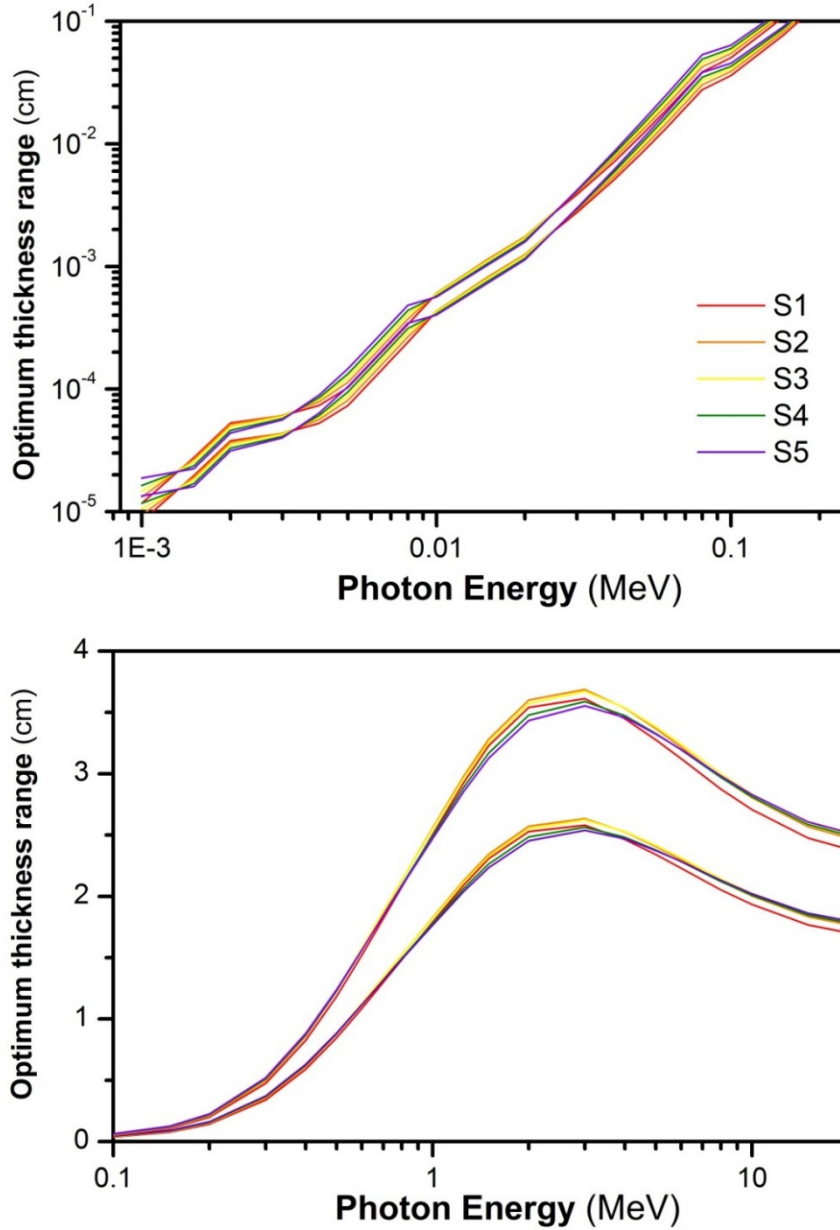 Optimum thickness range (cm)
10⁻¹
10⁻²
10⁻³
10⁻⁴
10⁻⁵
S1
S2
S3
S4
S5
1E-3 0.01 0.1
Photon Energy (MeV)
Optimum thickness range (cm)
4
3
2
1
0
0.1 1 10
Photon Energy (MeV)